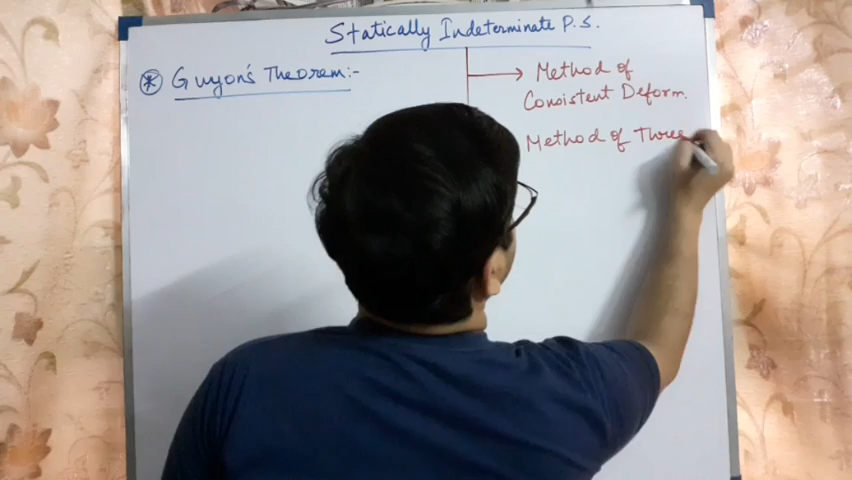 Statically Indeterminate P.S.
* Guyon's Theorem:-
Method of
Consistent Deform.
Method of Three